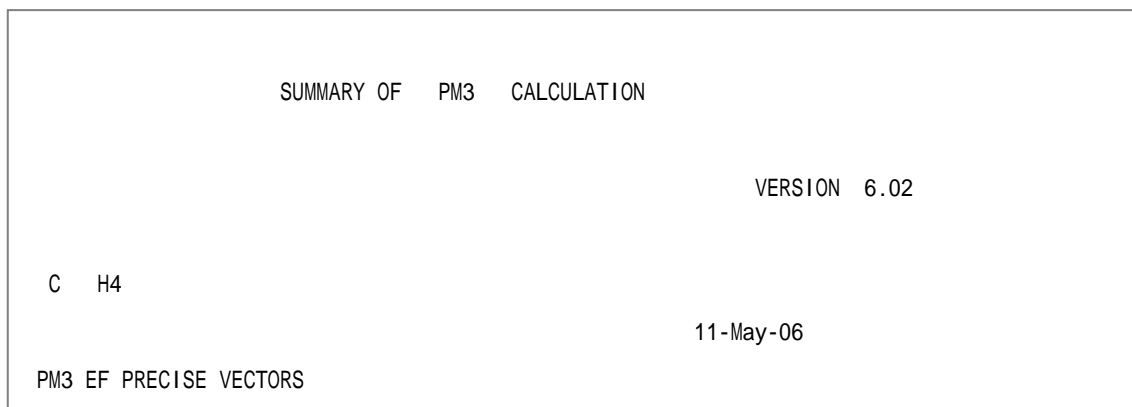 SUMMARY OF PM3 CALCULATION
VERSION 6.02
C H4
11-May-06
PM3 EF PRECISE VECTORS